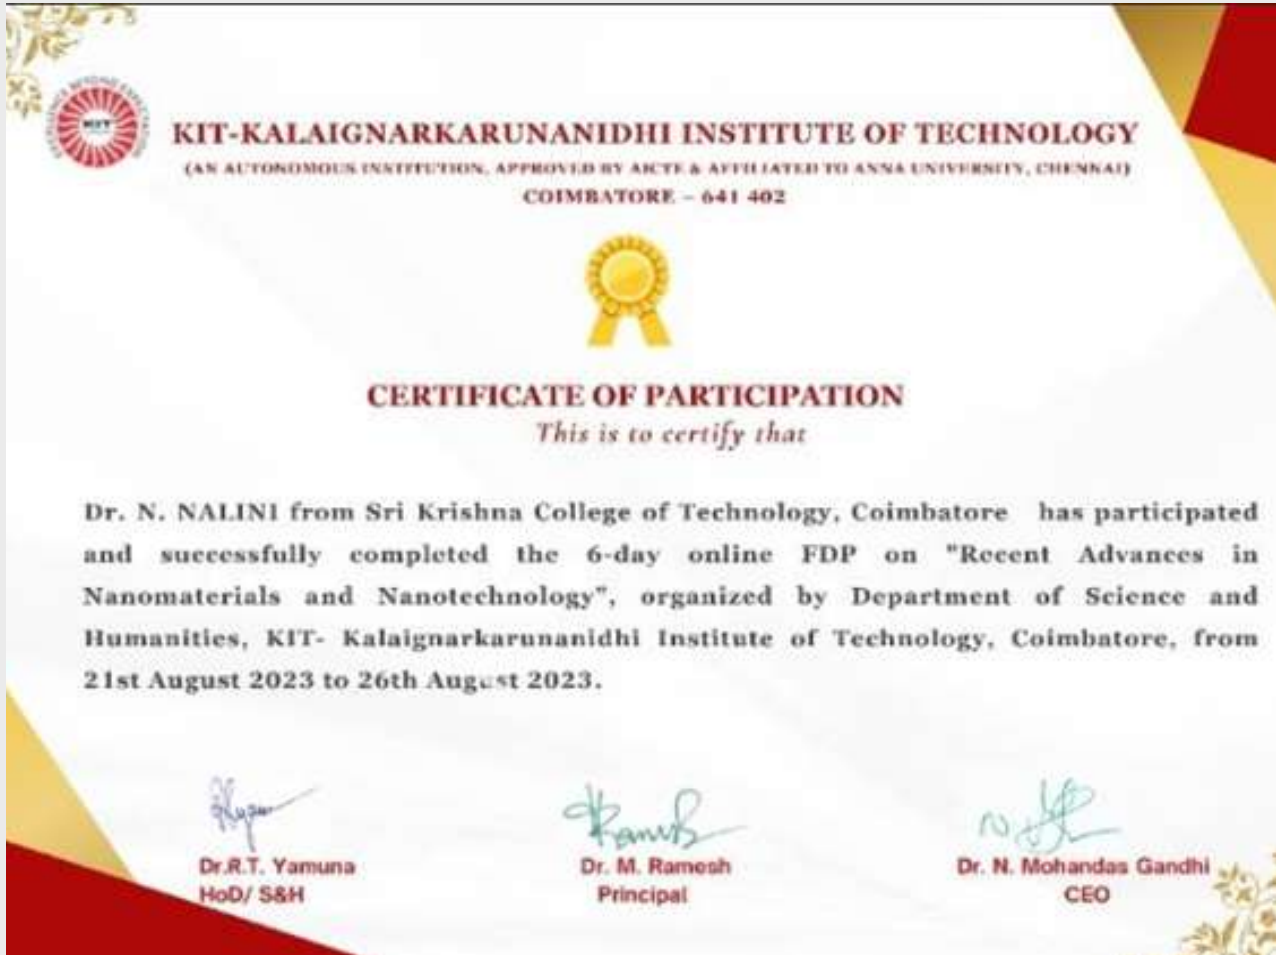 EXCELLENCE BEYOND EXPECTATION
KIT
KIT-KALAIGNARKARUNANIDHI INSTITUTE OF TECHNOLOGY
(AN AUTONOMOUS INSTITUTION, APPROVED BY AICTE & AFFILIATED TO ANNA UNIVERSITY, CHENNAI)
COIMBATORE – 641 402
CERTIFICATE OF PARTICIPATION
This is to certify that
Dr. N. NALINI from Sri Krishna College of Technology, Coimbatore has participated
and successfully completed the 6-day online FDP on "Recent Advances in
Nanomaterials and Nanotechnology", organized by Department of Science and
Humanities, KIT- Kalaignarkarunanidhi Institute of Technology, Coimbatore, from
21st August 2023 to 26th August 2023.
Dr.R.T. Yamuna
HoD/ S&H
Dr. M. Ramesh
Principal
Dr. N. Mohandas Gandhi
CEO